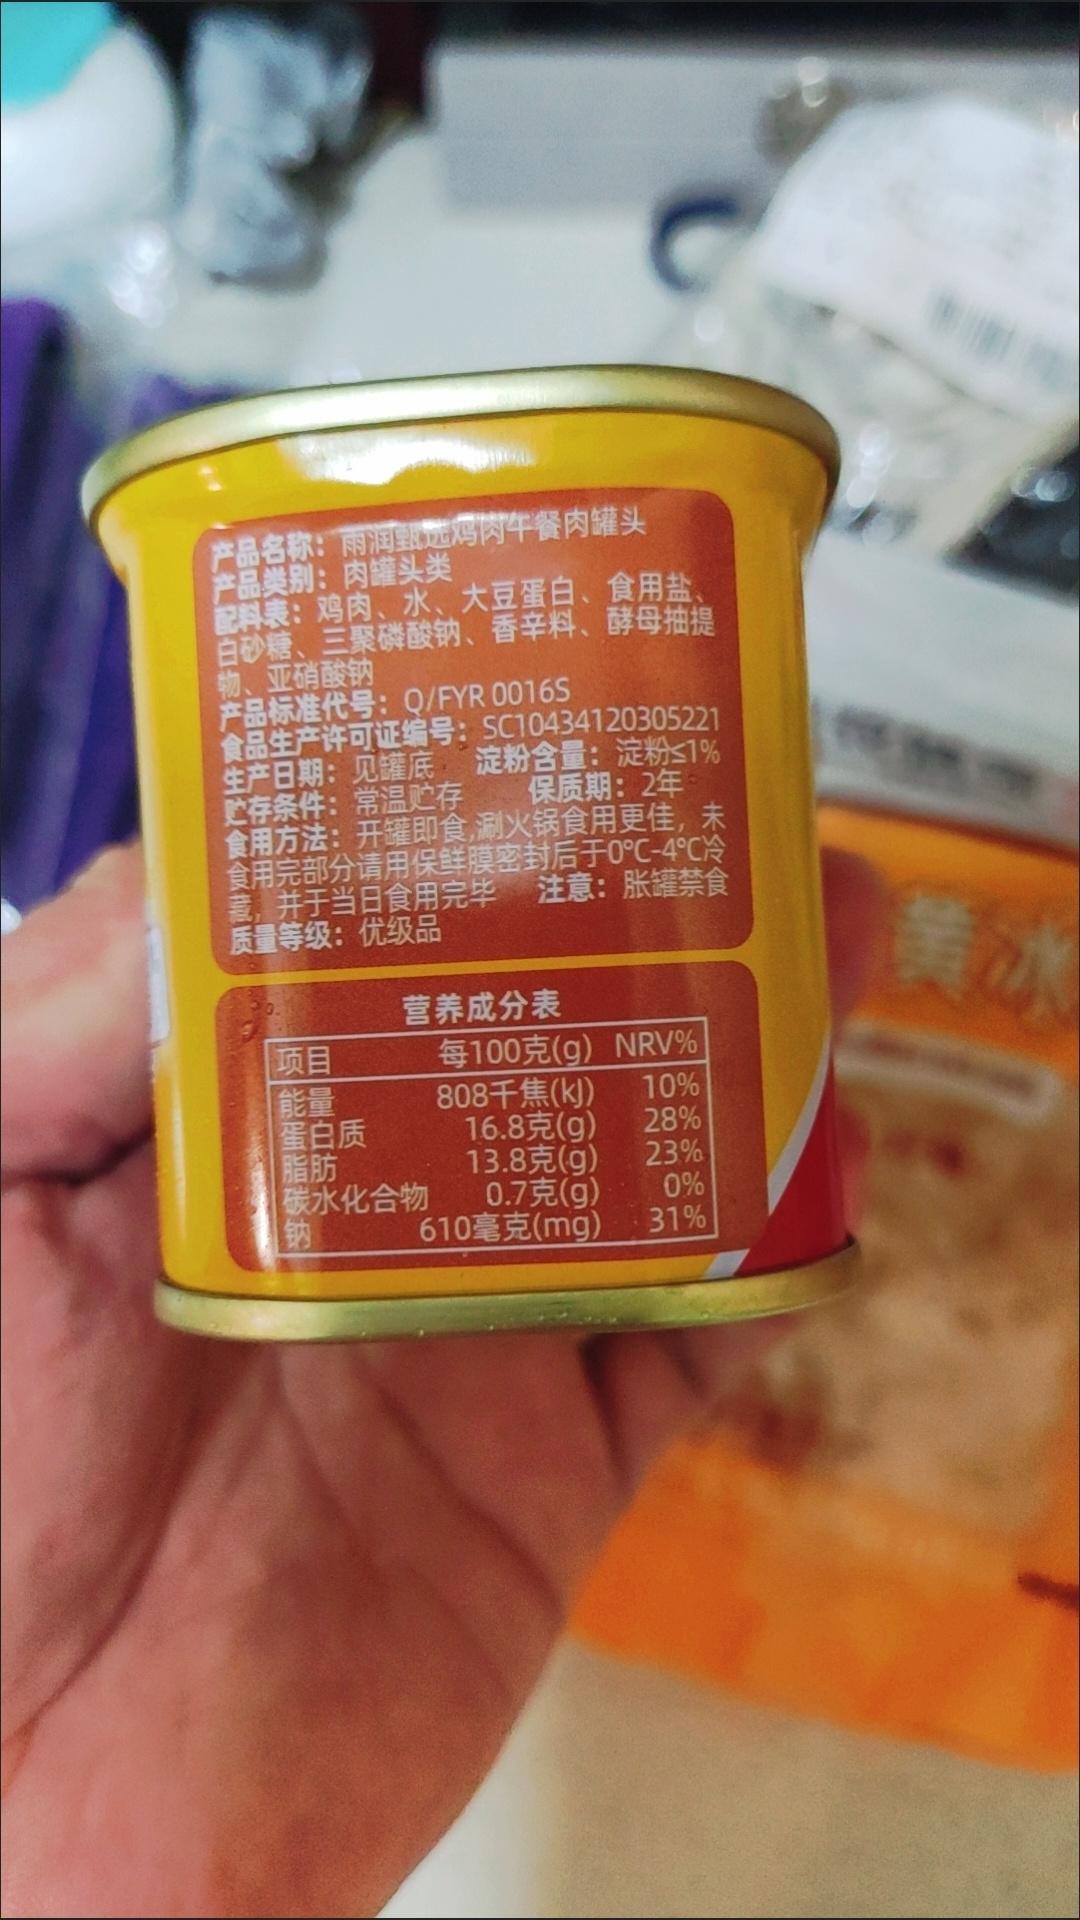 产品名称：雨润甄选鸡肉午餐肉罐头
产品类别：肉罐头类
配料表：鸡肉、水、大豆蛋白、食用盐、
白砂糖、三聚磷酸钠、香辛料、酵母抽提
物、亚硝酸钠
产品标准代号：Q/FYR 0016S
食品生产许可证编号：SC10434120305221
生产日期：见罐底 淀粉含量：淀粉≤1%
贮存条件：常温贮存 保质期：2年
食用方法：开罐即食,涮火锅食用更佳，未
食用完部分请用保鲜膜密封后于0℃-4℃冷
藏，并于当日食用完毕 注意：胀罐禁食
质量等级：优级品
营养成分表
项目 每100克(g) NRV%
能量 808千焦(kJ) 10%
蛋白质 16.8克(g) 28%
脂肪 13.8克(g) 23%
碳水化合物 0.7克(g) 0%
钠 610毫克(mg) 31%
黄冰